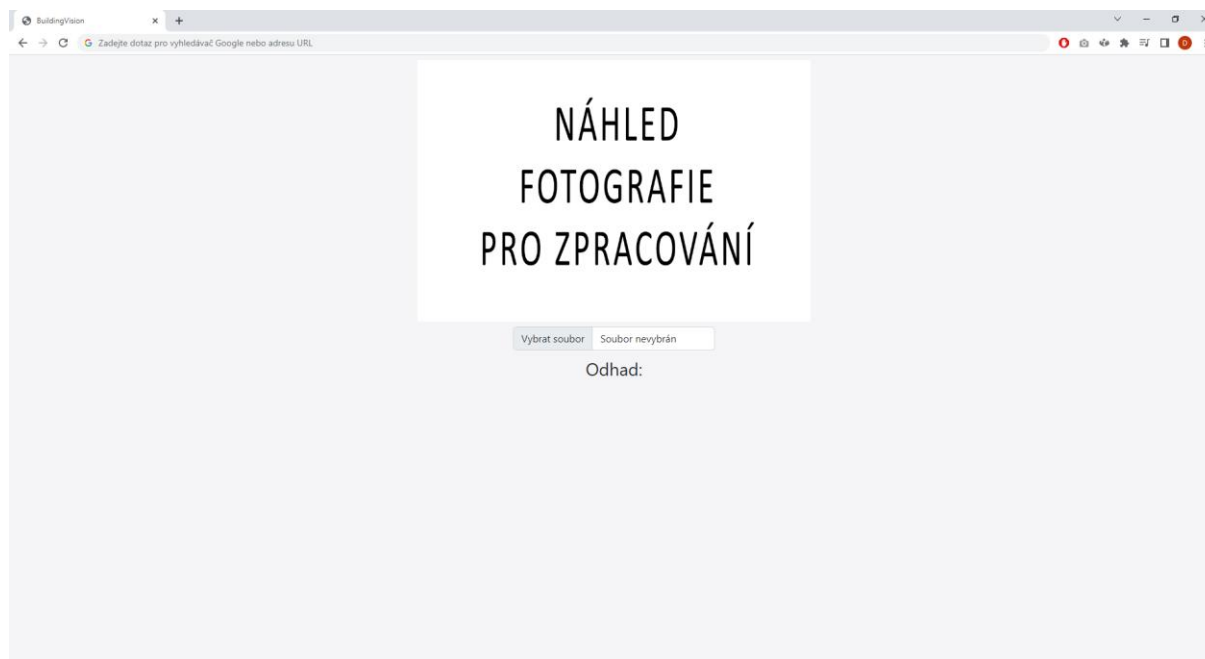 BuildingVision
Zadejte dotaz pro vyhledávač Google nebo adresu URL
D
NÁHLED
FOTOGRAFIE
PRO ZPRACOVÁNÍ
Vybrat soubor Soubor nevybrán
Odhad: